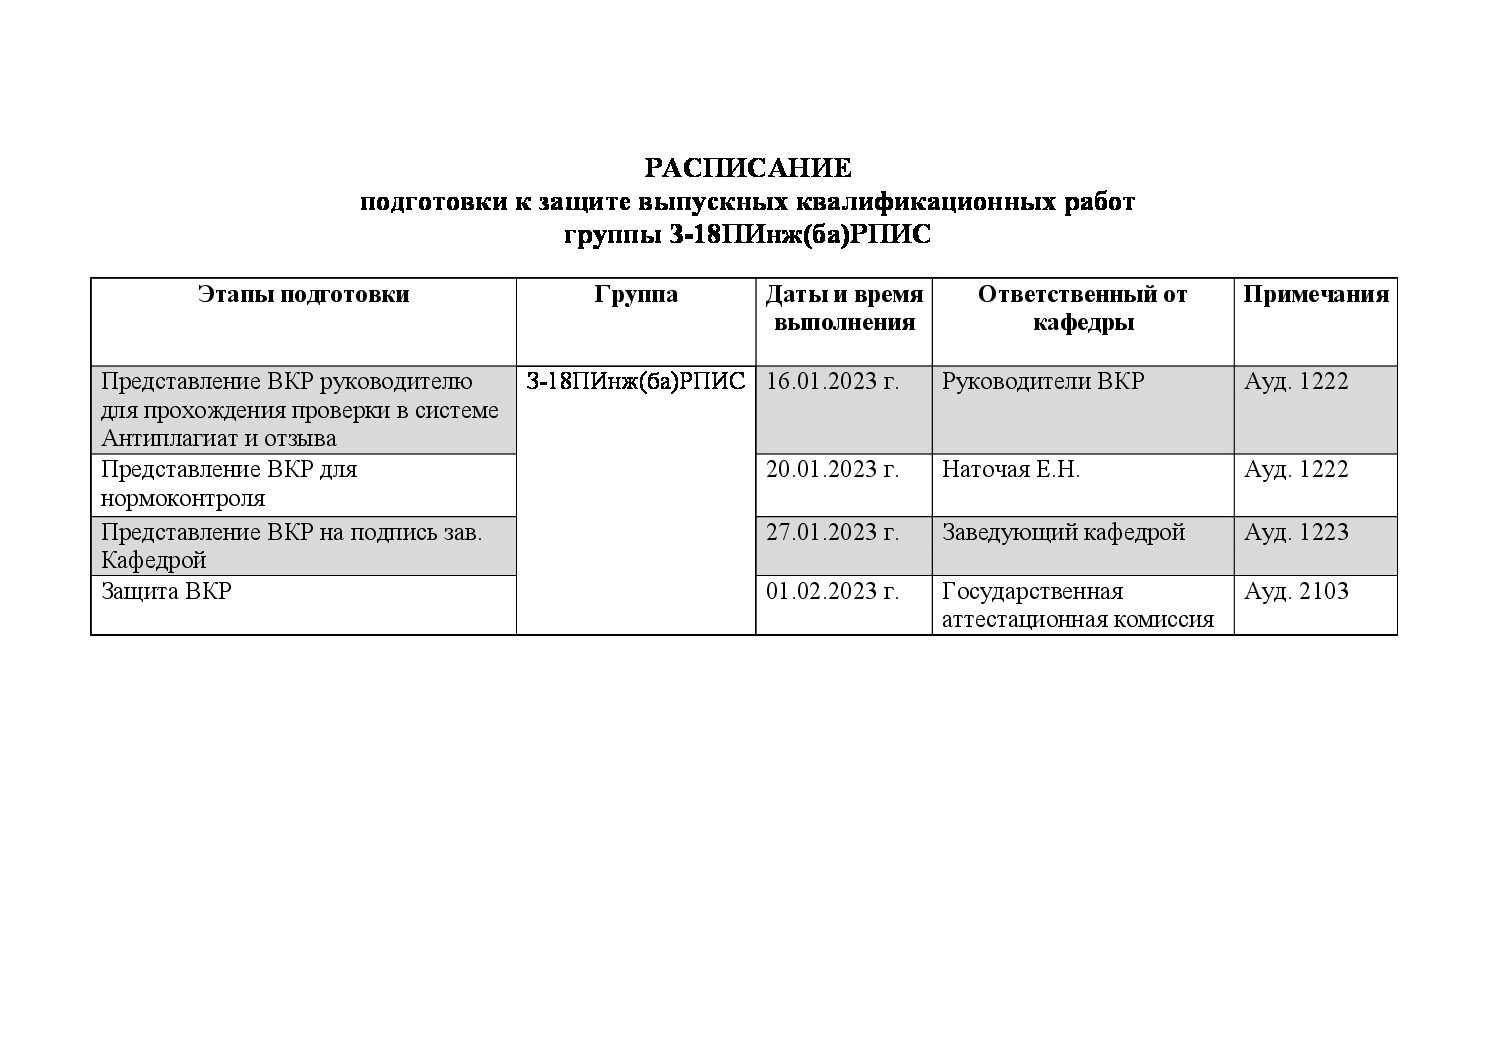 РАСПИСАНИЕ
подготовки к защите выпускных квалификационных работ
группы З-18ПИнж(ба)РПИС
Этапы подготовки
Группа
Даты и время
выполнения
Ответственный от
кафедры
Примечания
Представление ВКР руководителю
для прохождения проверки в системе
Антиплагиат и отзыва
З-18ПИнж(ба)РПИС
16.01.2023 г.
Руководители ВКР
Ауд. 1222
Представление ВКР для
нормоконтроля
20.01.2023 г.
Наточая Е.Н.
Ауд. 1222
Представление ВКР на подпись зав.
Кафедрой
27.01.2023 г.
Заведующий кафедрой
Ауд. 1223
Защита ВКР
01.02.2023 г.
Государственная
аттестационная комиссия
Ауд. 2103